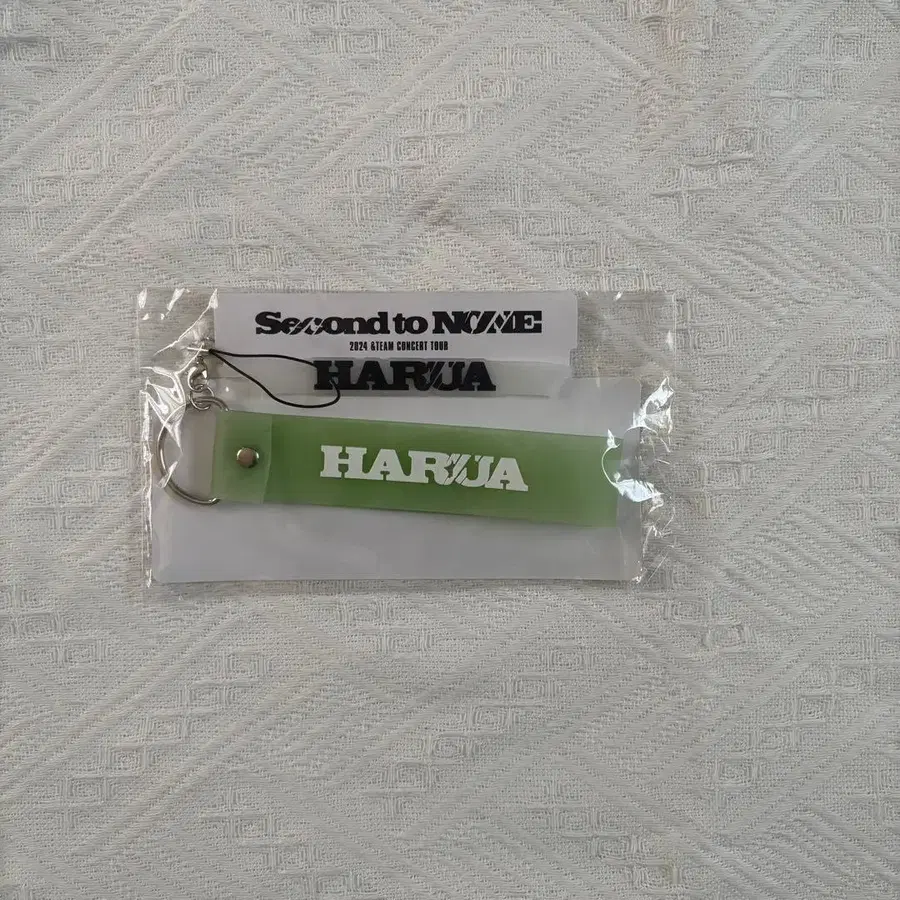 Second to NONE
2024 &TEAM CONCERT TOUR
HARUA
HARUA